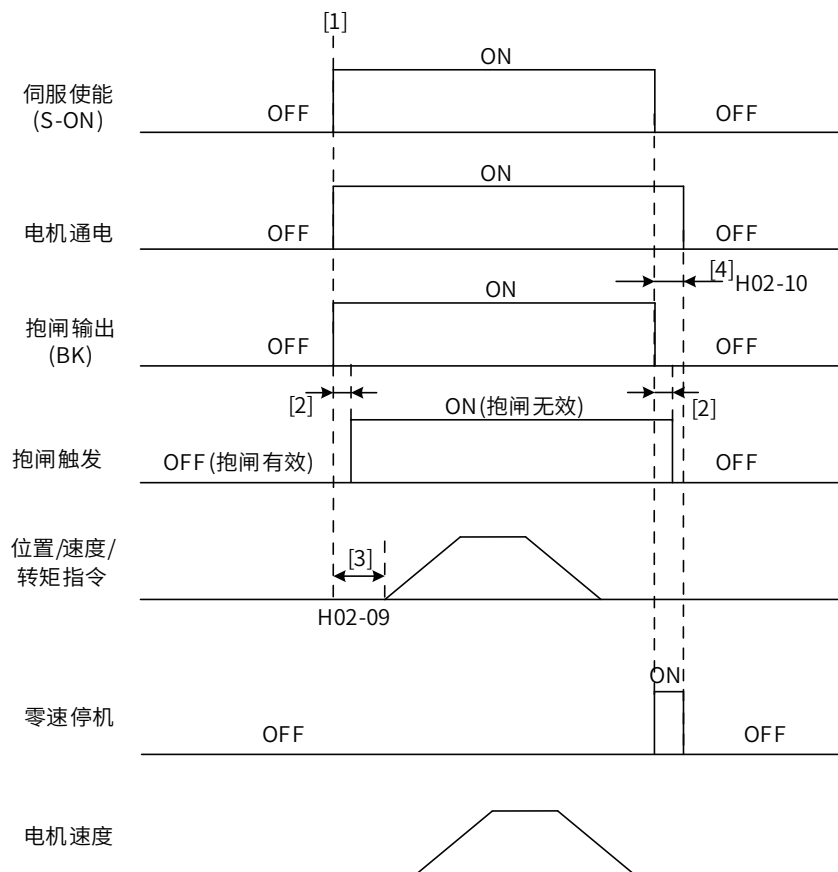 [1]
ON
伺服使能
(S-ON)
OFF
OFF
ON
电机通电
OFF
OFF
[4]
H02-10
ON
抱闸输出
(BK)
OFF
OFF
[2]
ON(抱闸无效)
[2]
抱闸触发
OFF(抱闸有效)
OFF
位置/速度/
转矩指令
[3]
H02-09
ON
零速停机
OFF
OFF
电机速度